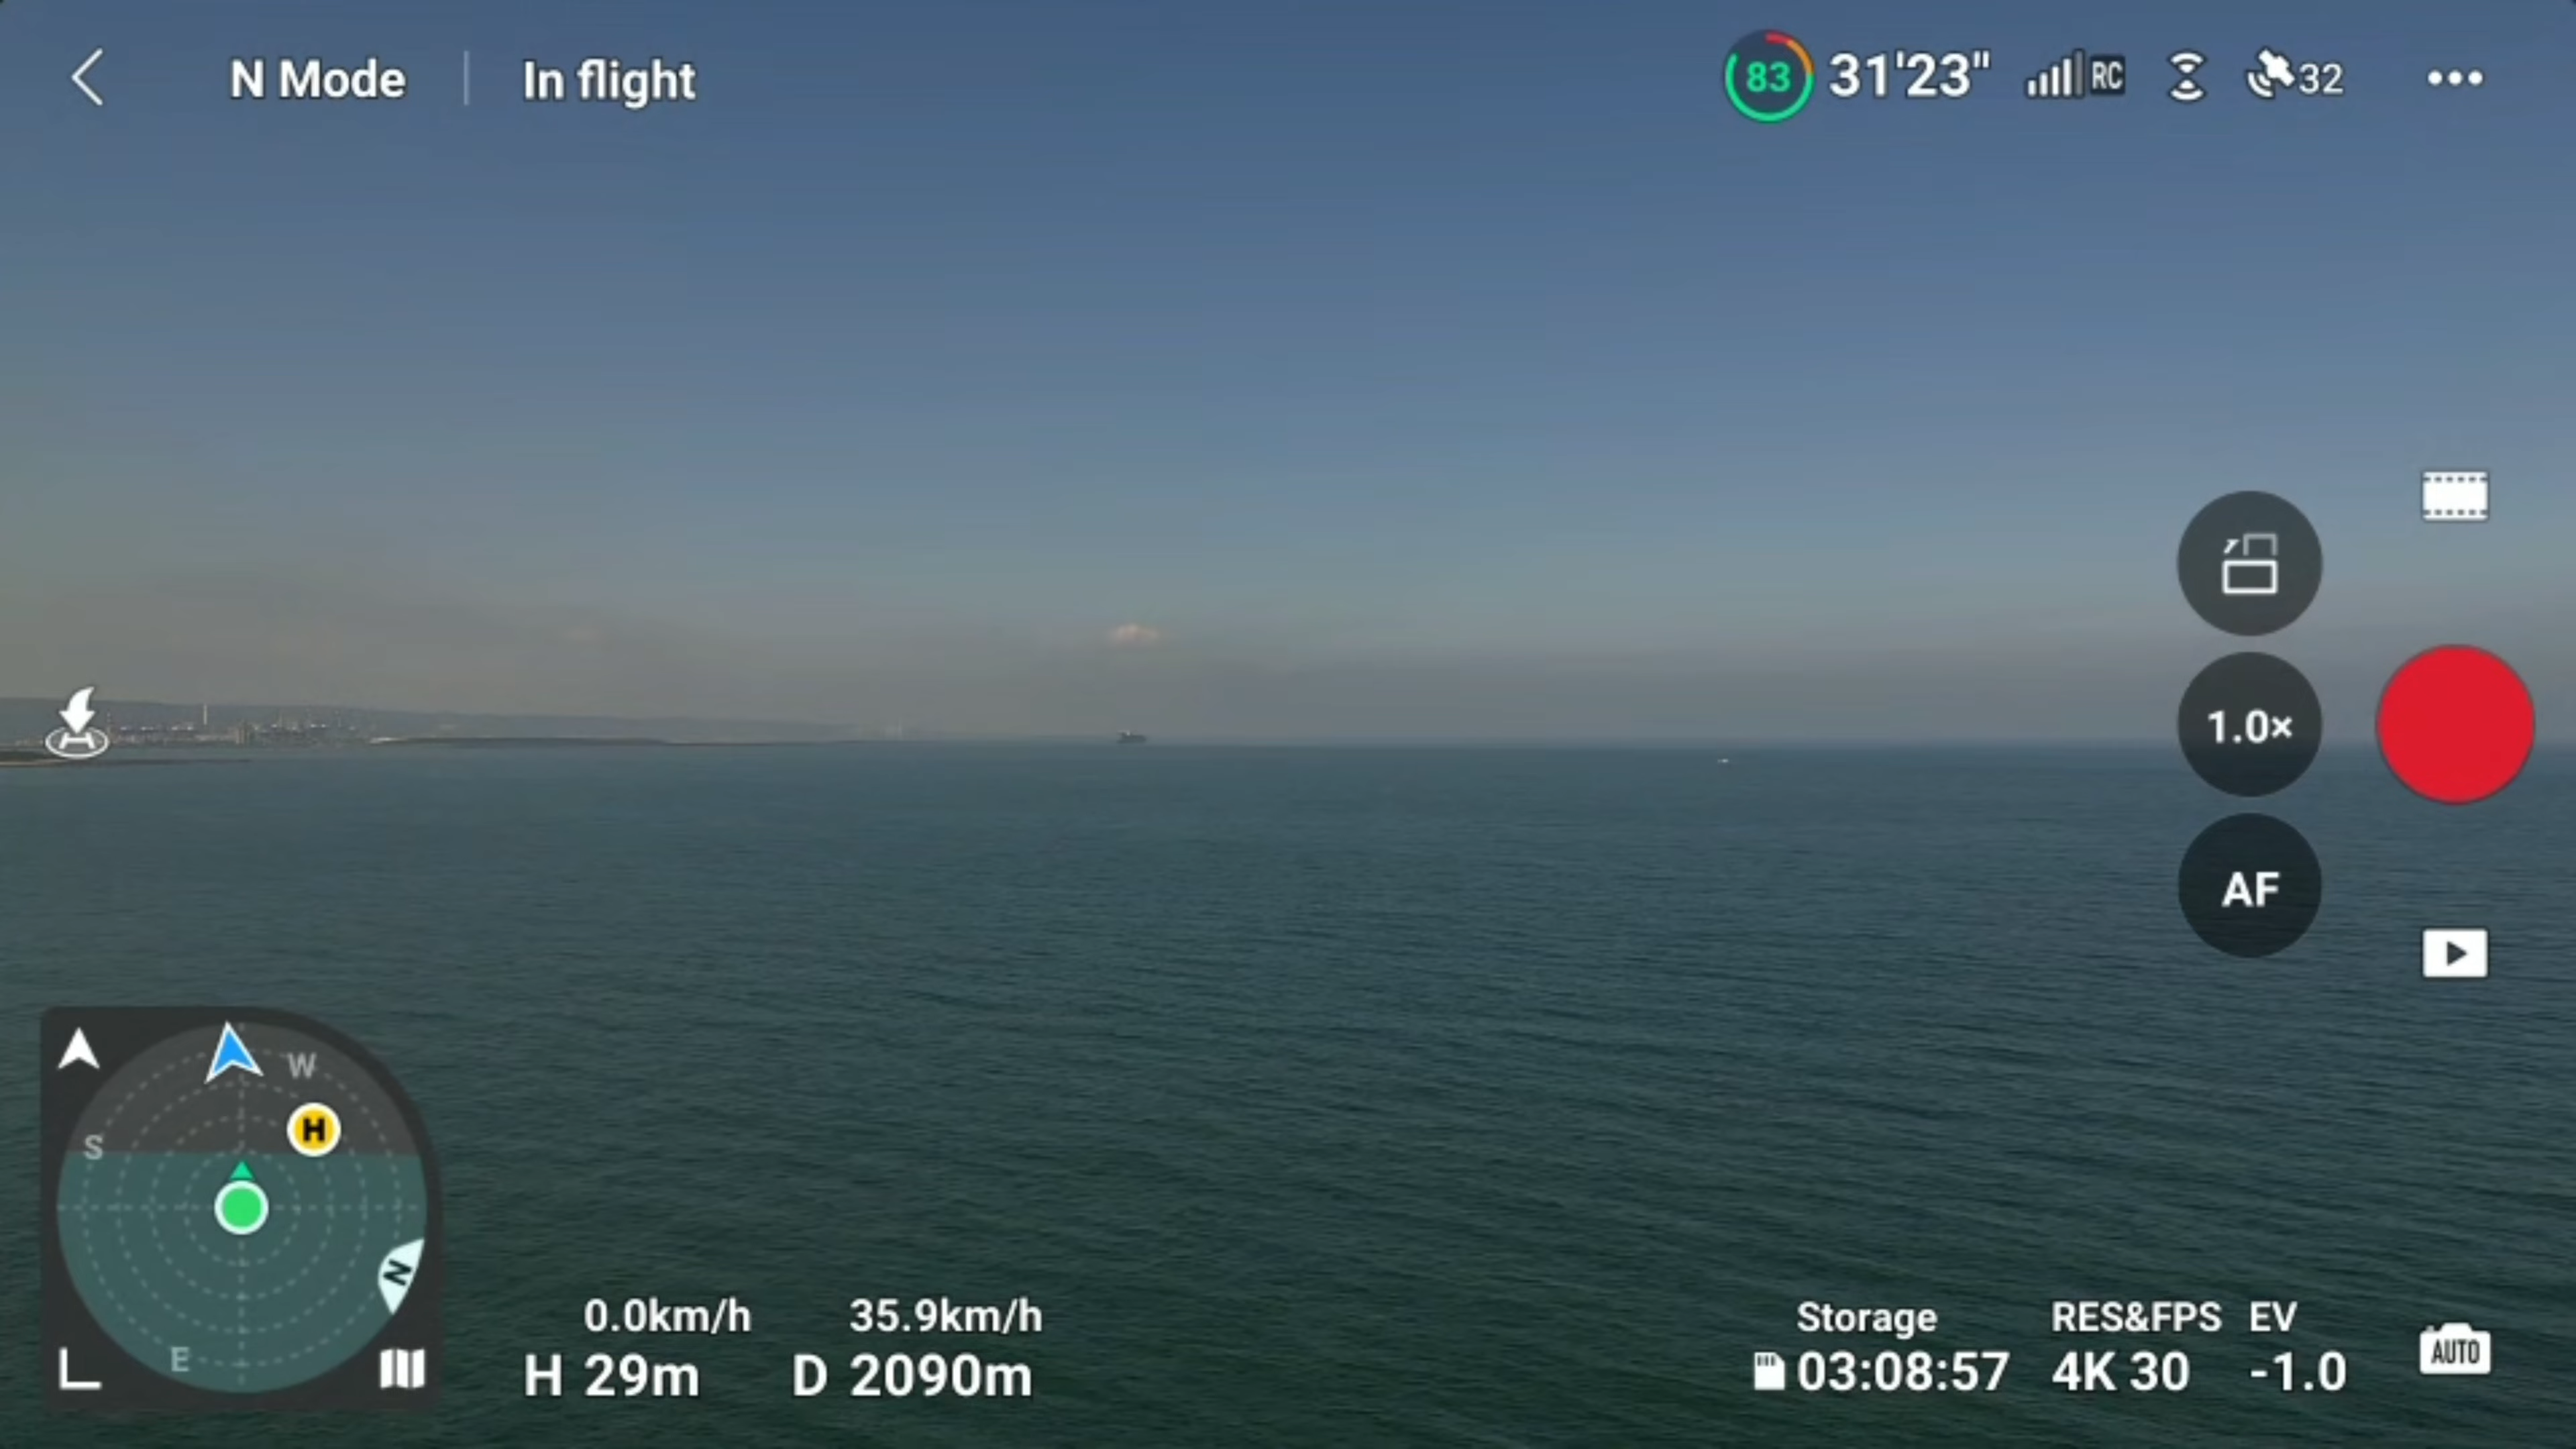 N Mode | In flight
83 31'23" RC 32
1.0×
AF
W
H
S
N
E
0.0km/h 35.9km/h
H 29m D 2090m
Storage RES&FPS EV
03:08:57 4K 30 -1.0
AUTO